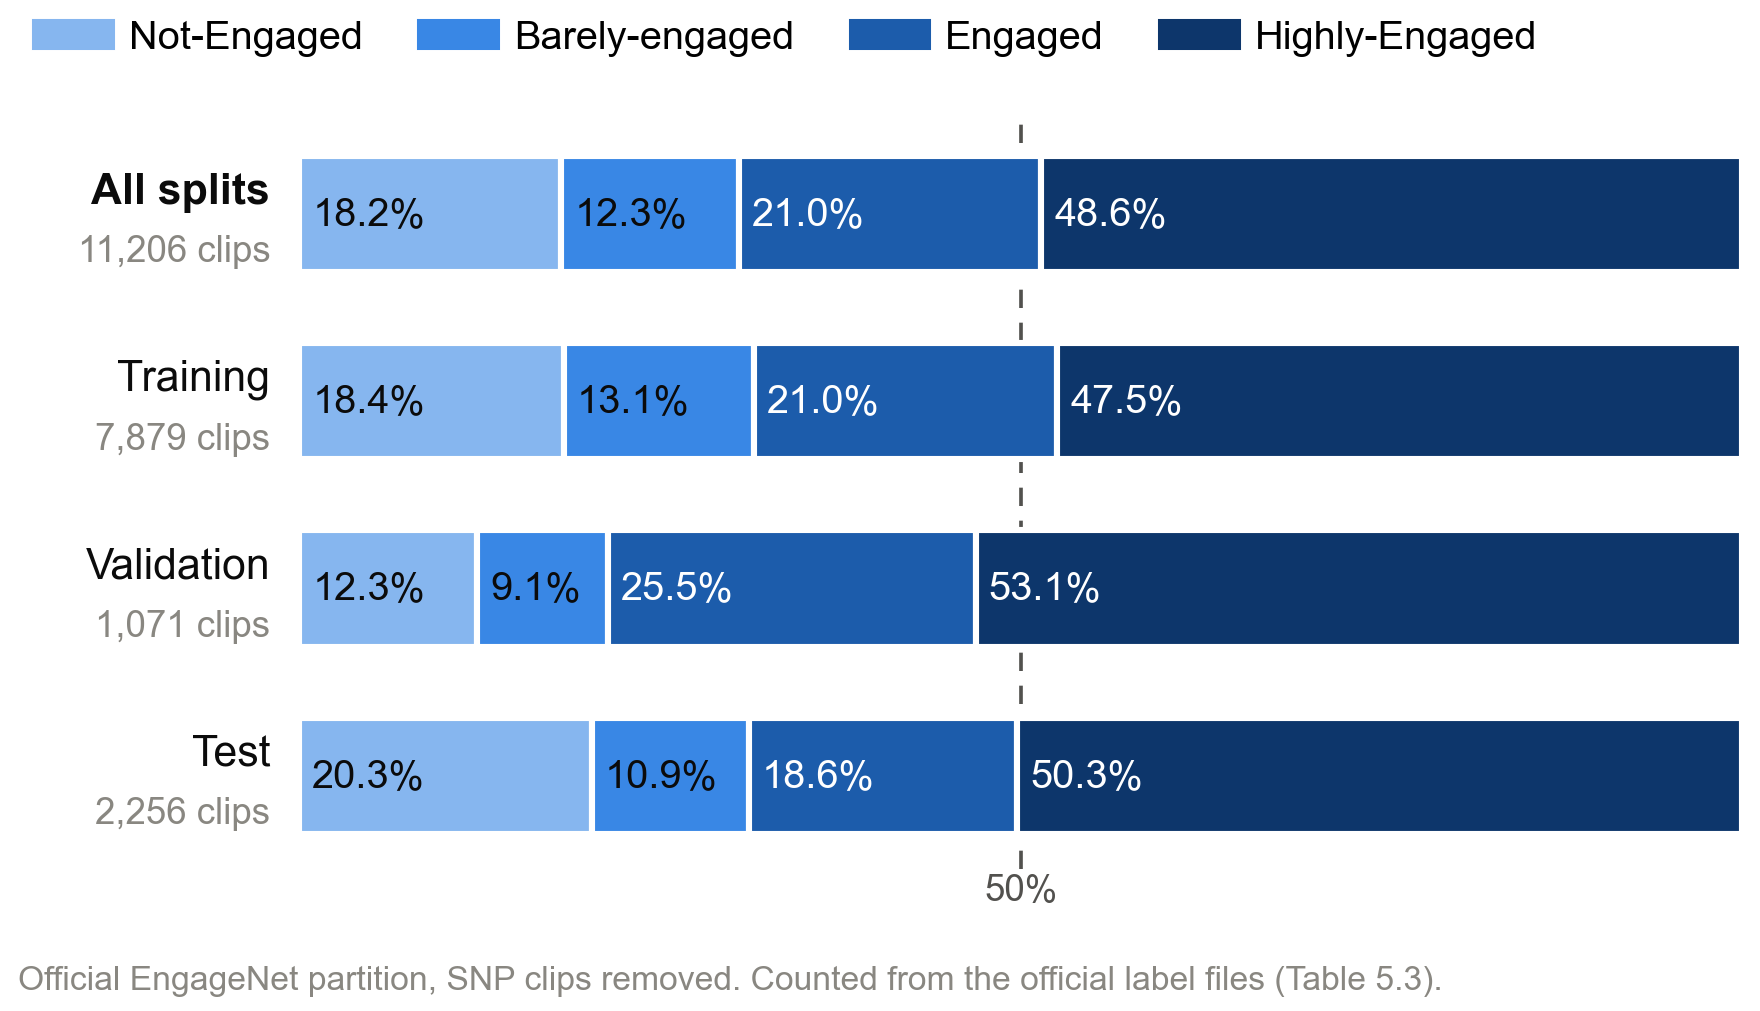 Not-Engaged Barely-engaged Engaged Highly-Engaged
All splits
11,206 clips
18.2% 12.3% 21.0% 48.6%
Training
7,879 clips
18.4% 13.1% 21.0% 47.5%
Validation
1,071 clips
12.3% 9.1% 25.5% 53.1%
Test
2,256 clips
20.3% 10.9% 18.6% 50.3%
50%
Official EngageNet partition, SNP clips removed. Counted from the official label files (Table 5.3).